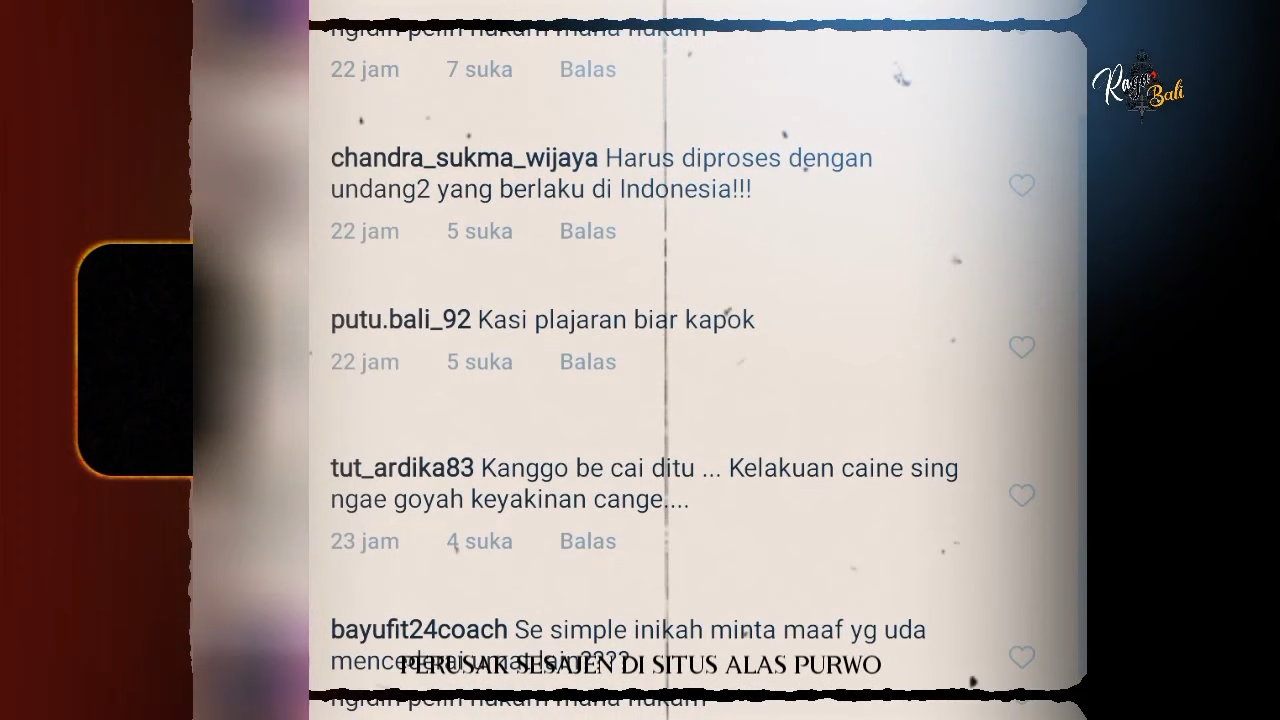 22 jam 7 suka Balas
chandra_sukma_wijaya Harus diproses dengan
undang2 yang berlaku di Indonesia!!!
22 jam 5 suka Balas
putu.bali_92 Kasi plajaran biar kapok
22 jam 5 suka Balas
tut_ardika83 Kanggo be cai ditu ... Kelakuan caine sing
ngae goyah keyakinan cange....
23 jam 4 suka Balas
bayufit24coach Se simple inikah minta maaf yg uda
PERUSAK SESAJEN DI SITUS ALAS PURWO
Bali